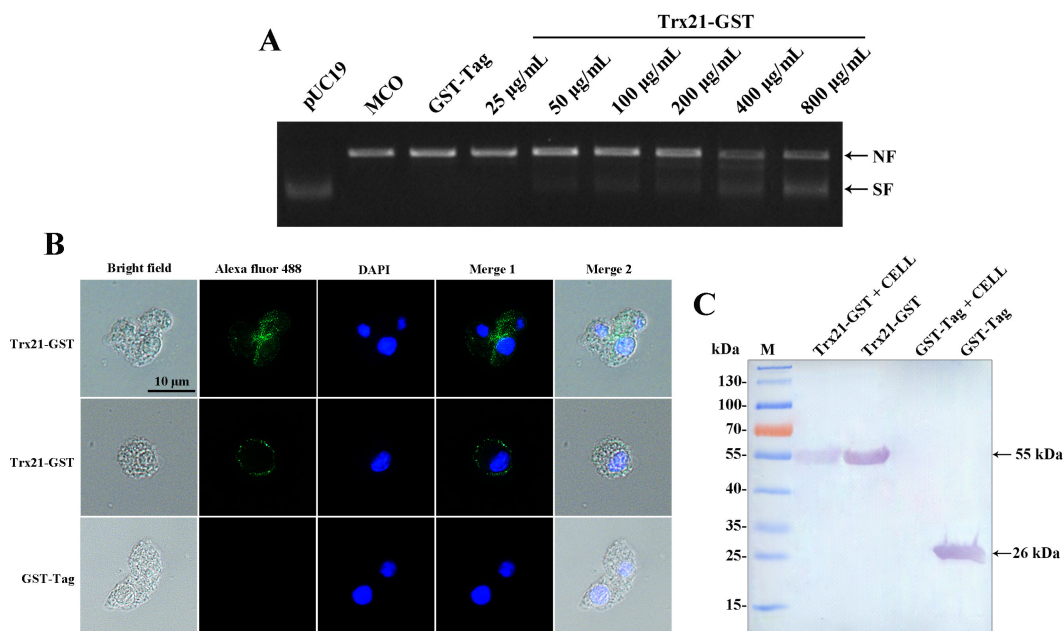 A
Trx21-GST
pUC19
MCO
GST-Tag
25 µg/mL
50 µg/mL
100 µg/mL
200 µg/mL
400 µg/mL
800 µg/mL
NF
SF
B
Bright field
Alexa fluor 488
DAPI
Merge 1
Merge 2
Trx21-GST
10 µm
Trx21-GST
GST-Tag
C
kDa
M
Trx21-GST + CELL
Trx21-GST
GST-Tag + CELL
GST-Tag
130-
100-
70-
55-
40-
35-
25-
15-
55 kDa
26 kDa